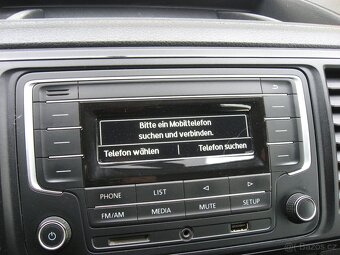 Bitte ein Mobiltelefon
suchen und verbinden.
Telefon wählen Telefon suchen
PHONE LIST
FM/AM MEDIA MUTE SETUP